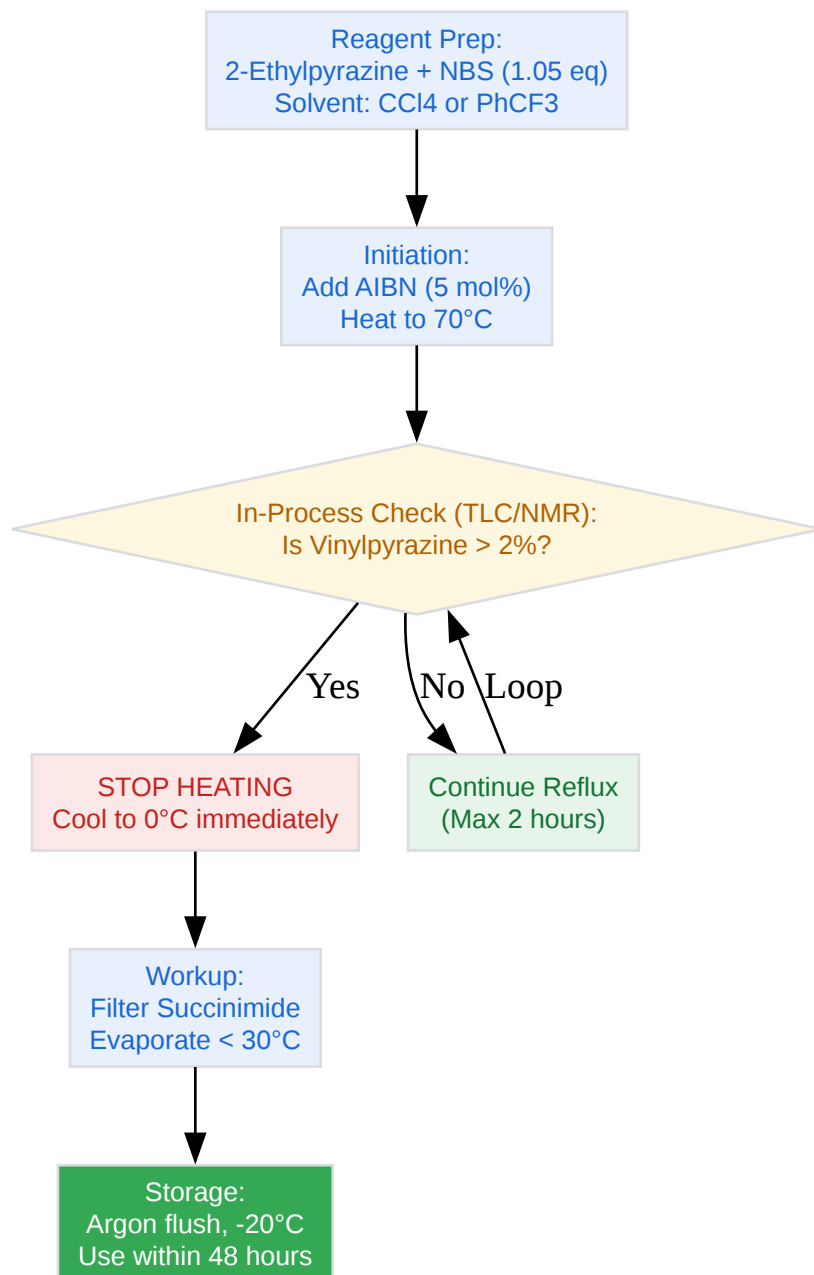 Reagent Prep:
2-Ethylpyrazine + NBS (1.05 eq)
Solvent: CCl4 or PhCF3
Initiation:
Add AIBN (5 mol%)
Heat to 70°C
In-Process Check (TLC/NMR):
Is Vinylpyrazine > 2%?
Yes
No
Loop
STOP HEATING
Cool to 0°C immediately
Continue Reflux
(Max 2 hours)
Workup:
Filter Succinimide
Evaporate < 30°C
Storage:
Argon flush, -20°C
Use within 48 hours